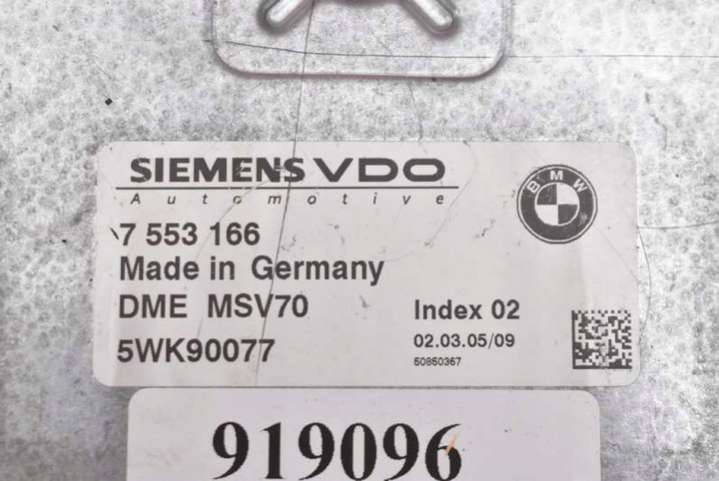 SIEMENS VDO
Automotive
BMW
7 553 166
Made in Germany
DME MSV70
Index 02
5WK90077
02.03.05/09
50850367
919096